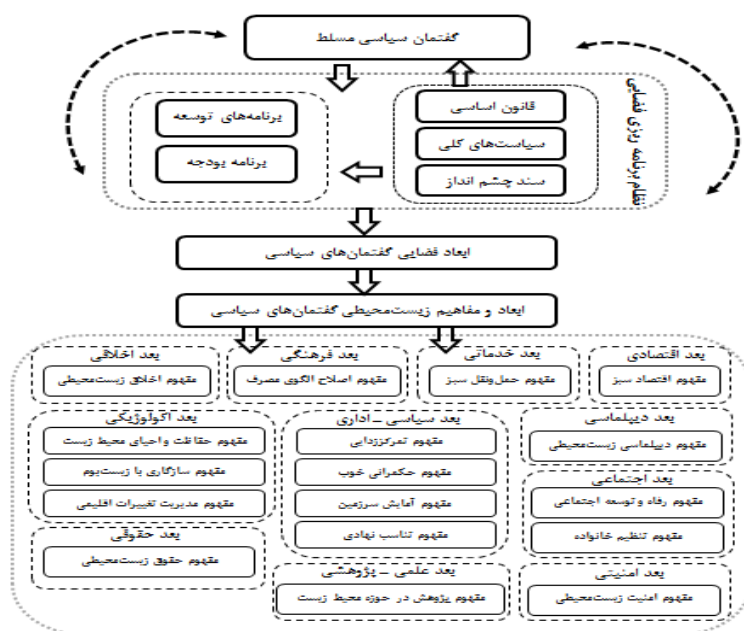 گفتمان سیاسی مسلط
نظام برنامه ریزی فضایی
قانون اساسی
سیاست‌های کلی
سند چشم انداز
برنامه‌های توسعه
برنامه بودجه
ابعاد فضایی گفتمان‌های سیاسی
ابعاد و مفاهیم زیست‌محیطی گفتمان‌های سیاسی
بعد اقتصادی
مفهوم اقتصاد سبز
بعد خدماتی
مفهوم حمل‌ونقل سبز
بعد فرهنگی
مفهوم اصلاح الگوی مصرف
بعد اخلاقی
مفهوم اخلاق زیست‌محیطی
بعد دیپلماسی
مفهوم دیپلماسی زیست‌محیطی
بعد سیاسی – اداری
مفهوم تمرکززدایی
مفهوم حکمرانی خوب
مفهوم آمایش سرزمین
مفهوم تناسب نهادی
بعد اکولوژیکی
مفهوم حفاظت و احیای محیط زیست
مفهوم سازگاری با زیست‌بوم
مفهوم مدیریت تغییرات اقلیمی
بعد اجتماعی
مفهوم رفاه و توسعه اجتماعی
مفهوم تنظیم خانواده
بعد حقوقی
مفهوم حقوق زیست‌محیطی
بعد امنیتی
مفهوم امنیت زیست‌محیطی
بعد علمی – پژوهشی
مفهوم پژوهش در حوزه محیط زیست